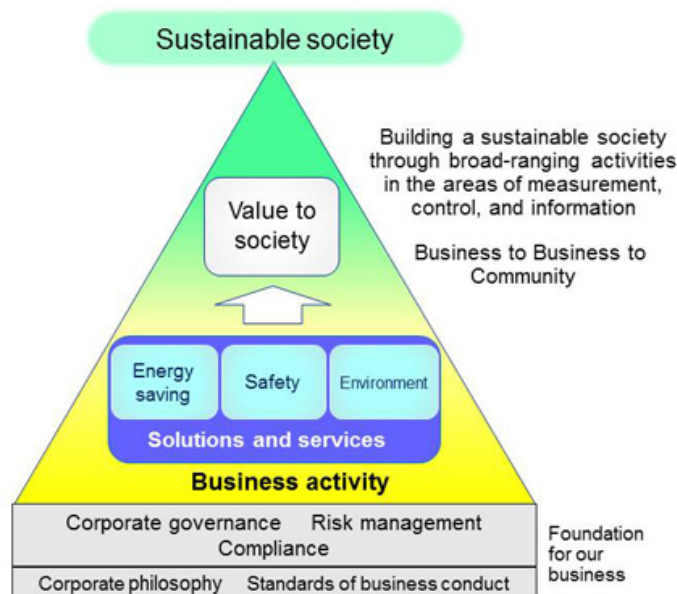 Sustainable society
Building a sustainable society
through broad-ranging activities
in the areas of measurement,
control, and information
Business to Business to
Community
Value to
society
Energy
saving
Safety
Environment
Solutions and services
Business activity
Corporate governance Risk management
Compliance
Corporate philosophy Standards of business conduct
Foundation
for our
business